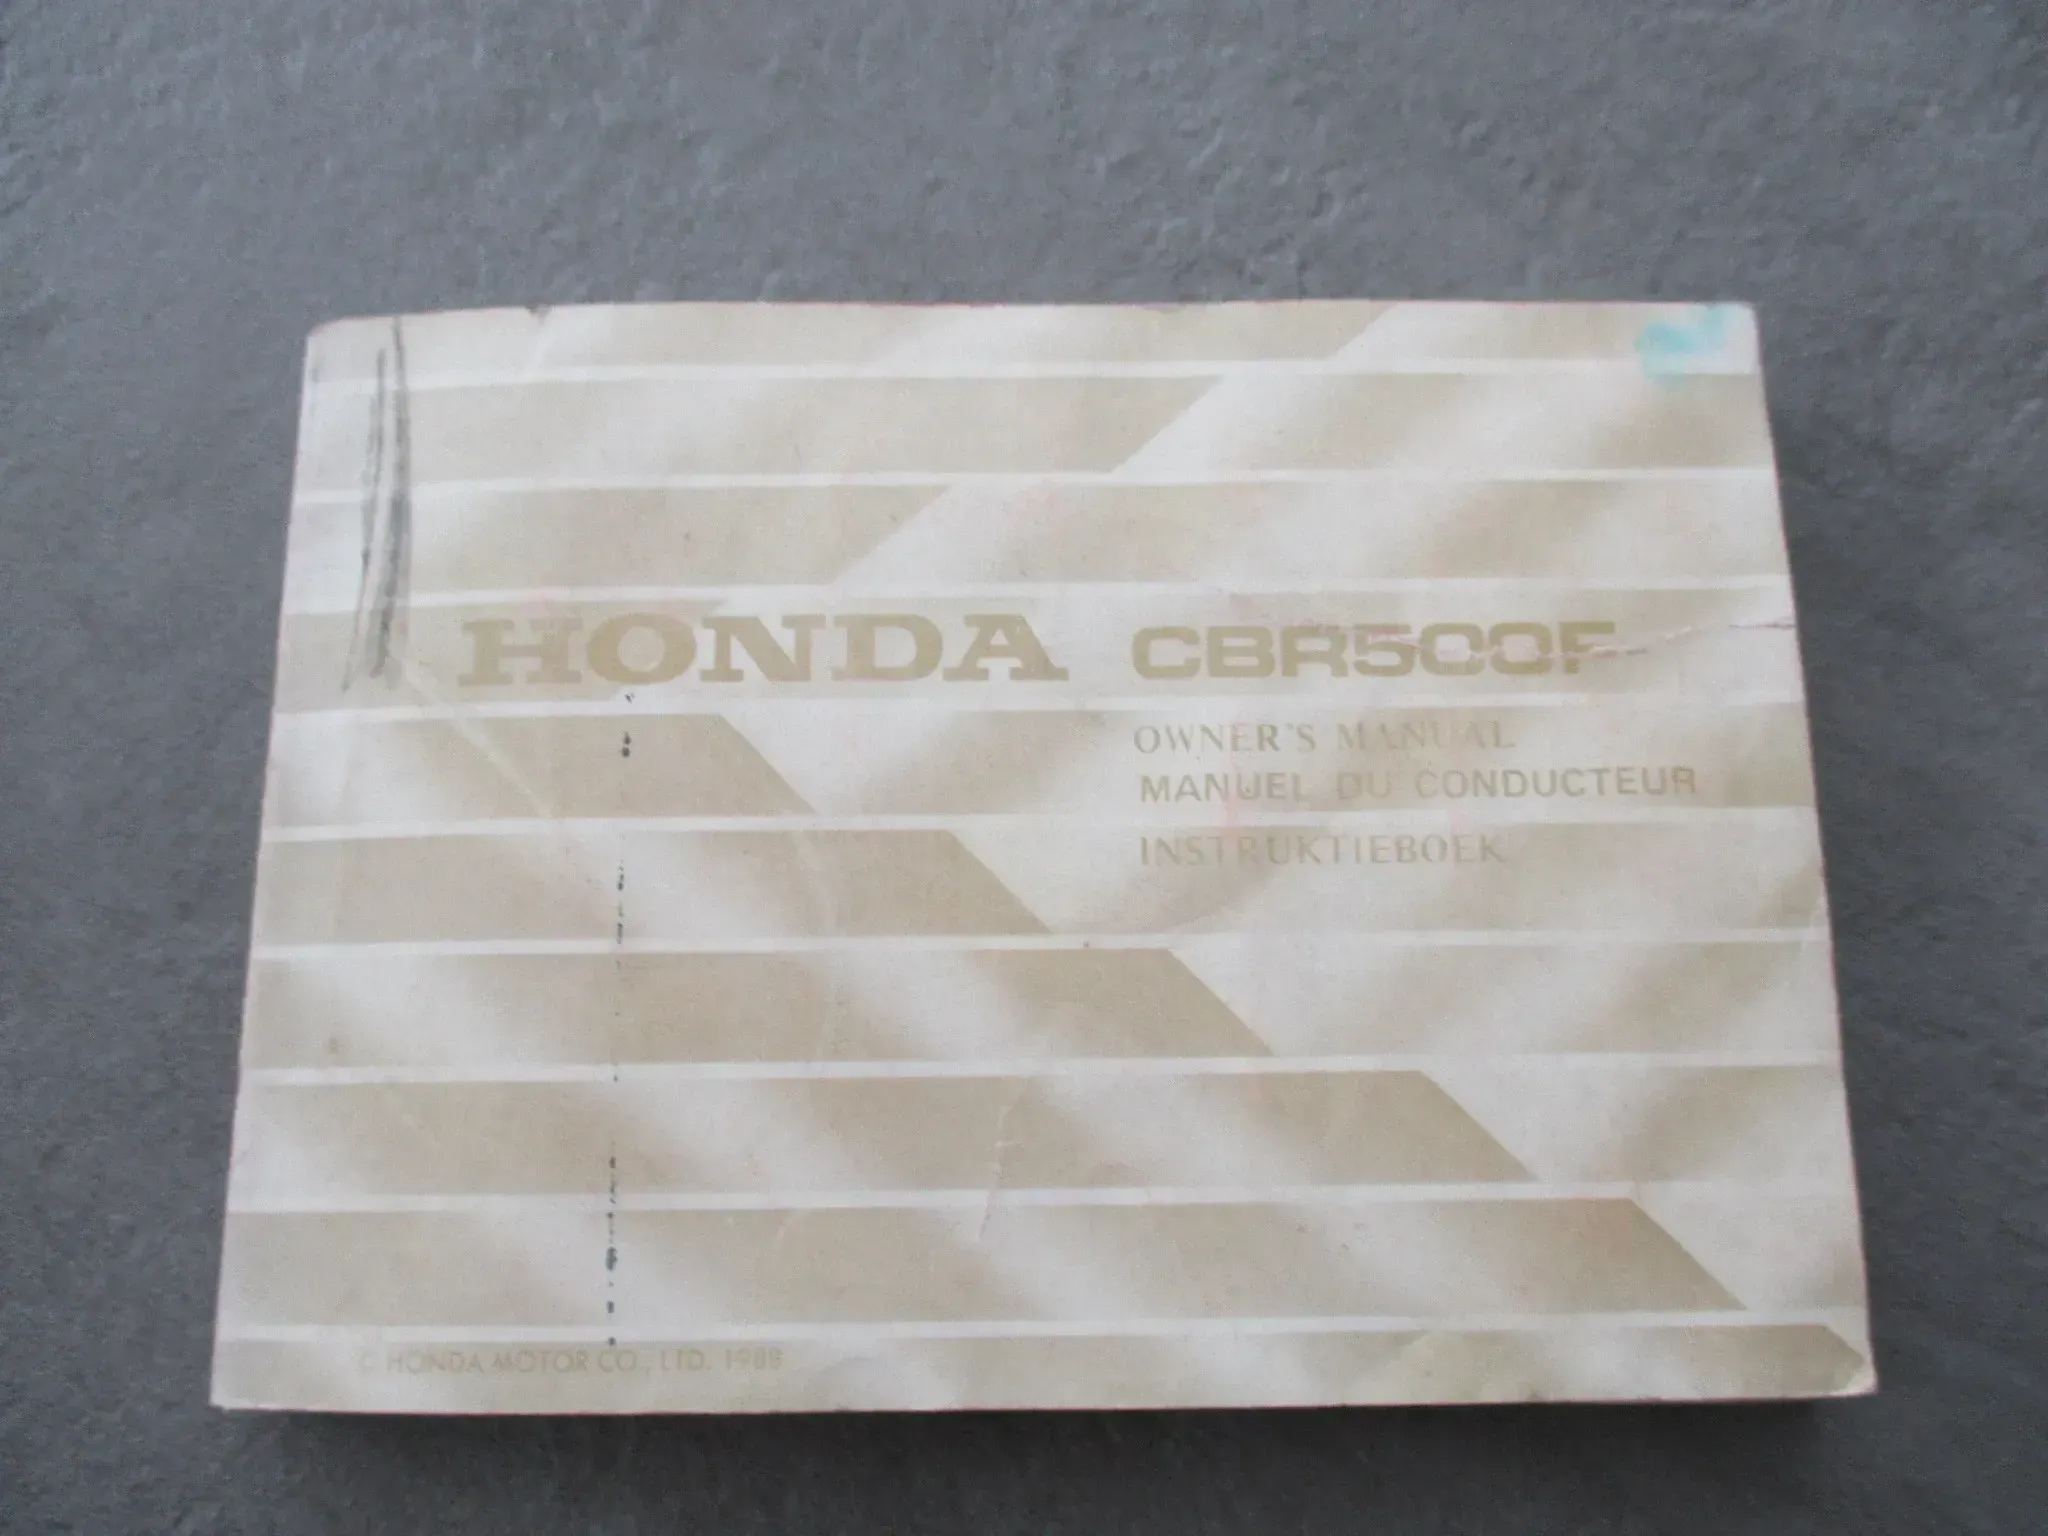 HONDA CBR500F
OWNER'S MANUAL
MANUEL DU CONDUCTEUR
INSTRUKTIEBOEK
© HONDA MOTOR CO., LTD. 1988